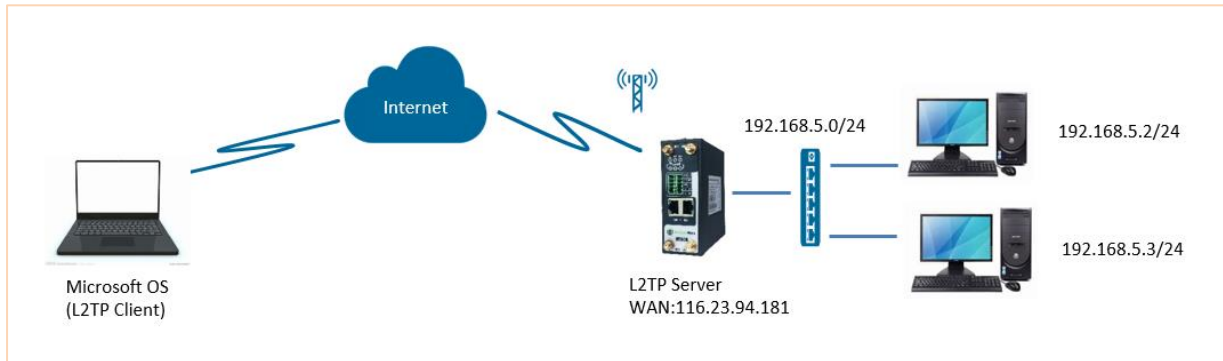 Internet
192.168.5.0/24
192.168.5.2/24
192.168.5.3/24
Microsoft OS
(L2TP Client)
L2TP Server
WAN:116.23.94.181